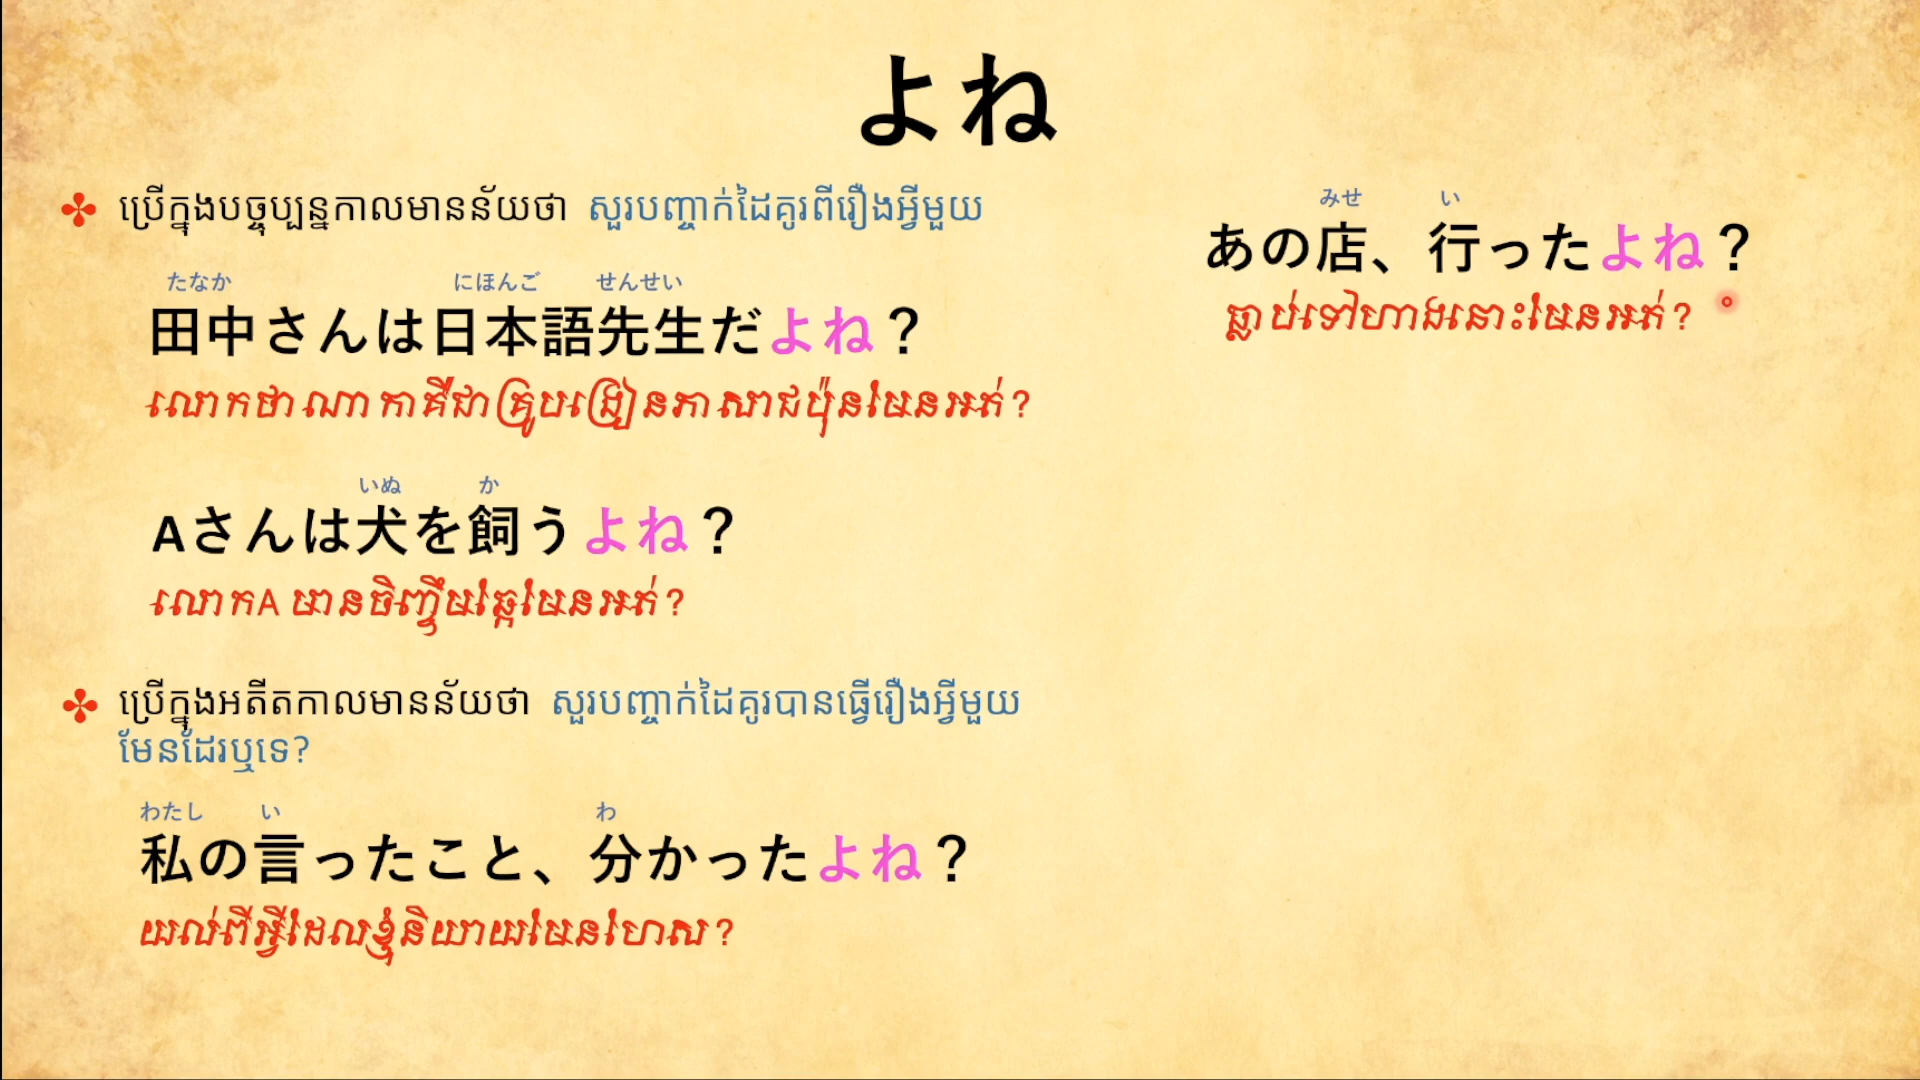 よね
ប្រើក្នុងបច្ចុប្បន្នកាលមានន័យថា សួរបញ្ជាក់ដៃគូរពីរឿងអ្វីមួយ
たなか にほんご せんせい
田中さんは日本語先生だよね？
លោកថាណាកាគឺជាគ្រូបង្រៀនភាសាជប៉ុនមែនអត់?
いぬ か
Aさんは犬を飼うよね？
លោកA មានចិញ្ចឹមឆ្កែមែនអត់?
ប្រើក្នុងអតីតកាលមានន័យថា សួរបញ្ជាក់ដៃគូរបានធ្វើរឿងអ្វីមួយ
មែនដែរឬទេ?
わたし い わ
私の言ったこと、分かったよね？
យល់ពីអ្វីដែលខ្ញុំនិយាយមែនហែស?
みせ い
あの店、行ったよね？
ធ្លាប់ទៅហាងនោះមែនអត់?